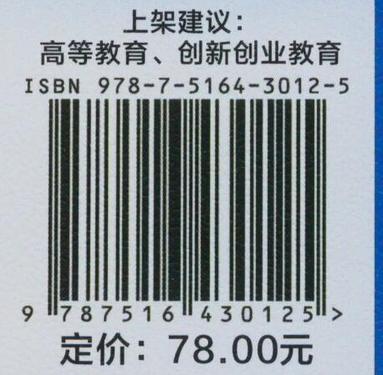 上架建议：
高等教育、创新创业教育
ISBN 978-7-5164-3012-5
9 787516 430125 >
定价：78.00元